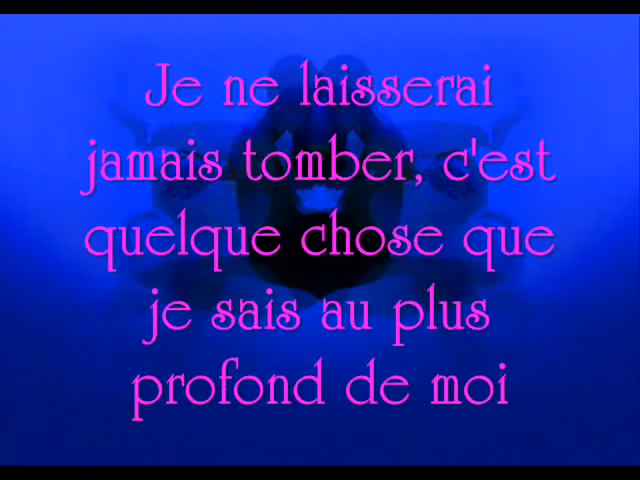 Je ne laisserai
jamais tomber, c'est
quelque chose que
je sais au plus
profond de moi